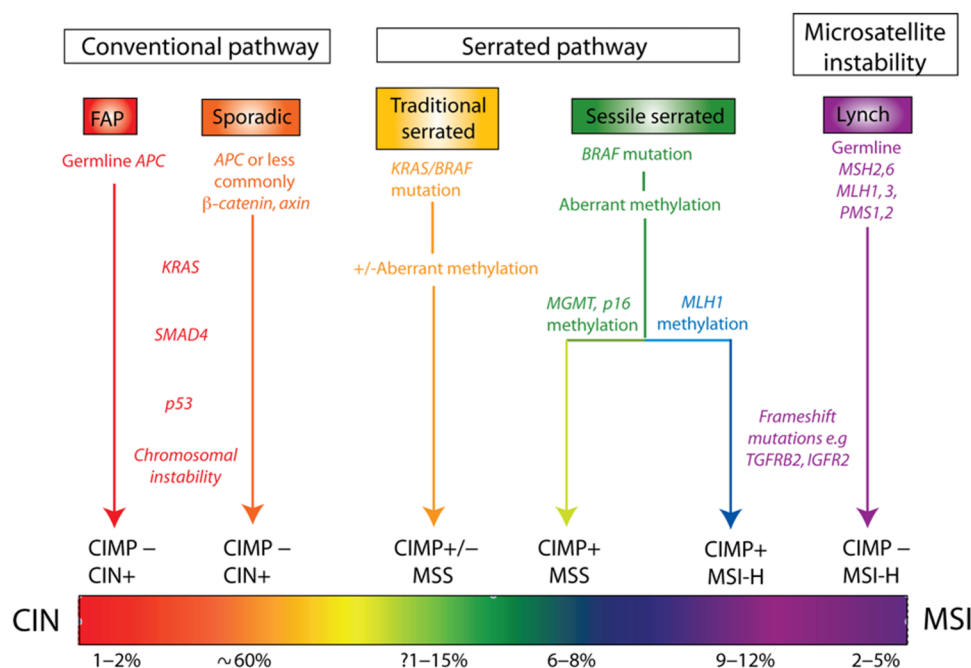 Conventional pathway
Serrated pathway
Microsatellite
instability
FAP
Sporadic
Traditional
serrated
Sessile serrated
Lynch
Germline APC
APC or less
commonly
β-catenin, axin
KRAS/BRAF
mutation
BRAF mutation
Germline
MSH2,6
MLH1, 3,
PMS1,2
Aberrant methylation
KRAS
+/-Aberrant methylation
MGMT, p16
methylation
MLH1
methylation
SMAD4
p53
Chromosomal
instability
Frameshift
mutations e.g
TGFRB2, IGFR2
CIMP –
CIN+
CIMP –
CIN+
CIMP+/–
MSS
CIMP+
MSS
CIMP+
MSI-H
CIMP –
MSI-H
CIN
MSI
1–2%
~60%
?1–15%
6–8%
9–12%
2–5%